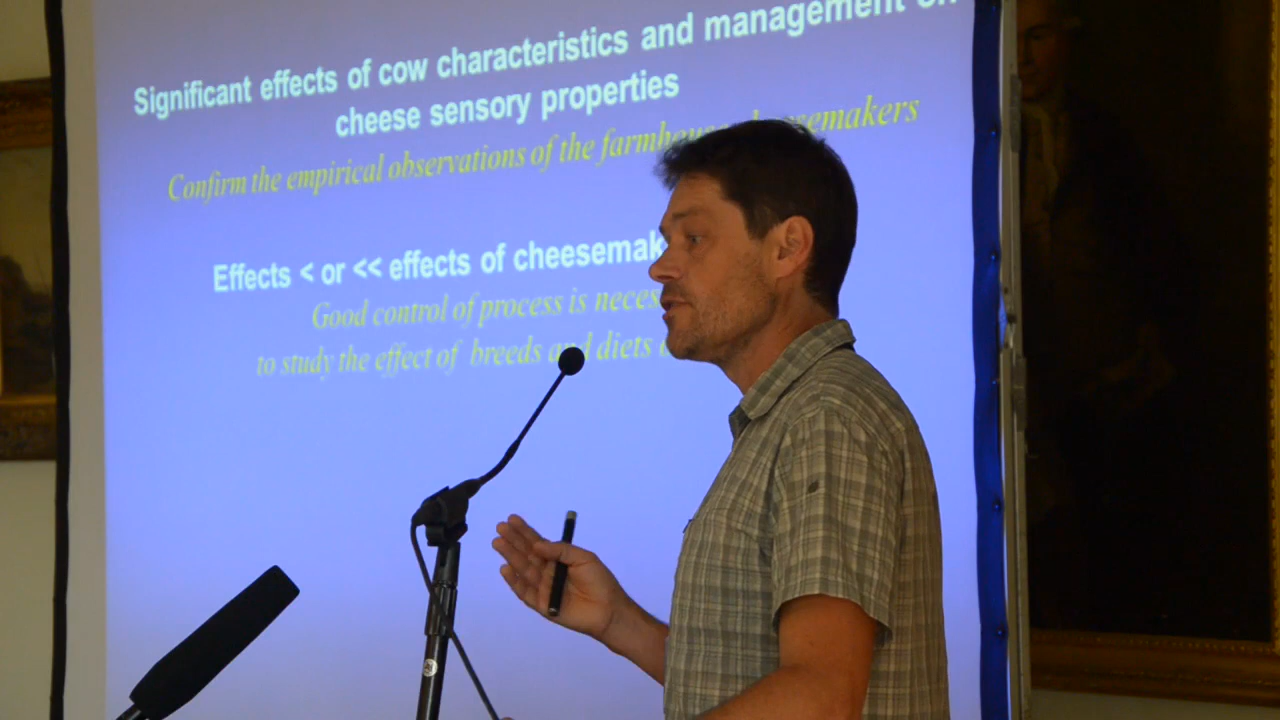 Significant effects of cow characteristics and management on
cheese sensory properties
Confirm the empirical observations of the farmhouse cheesemakers
Effects < or << effects of cheesemak
Good control of process is neces
to study the effect of breeds and diets